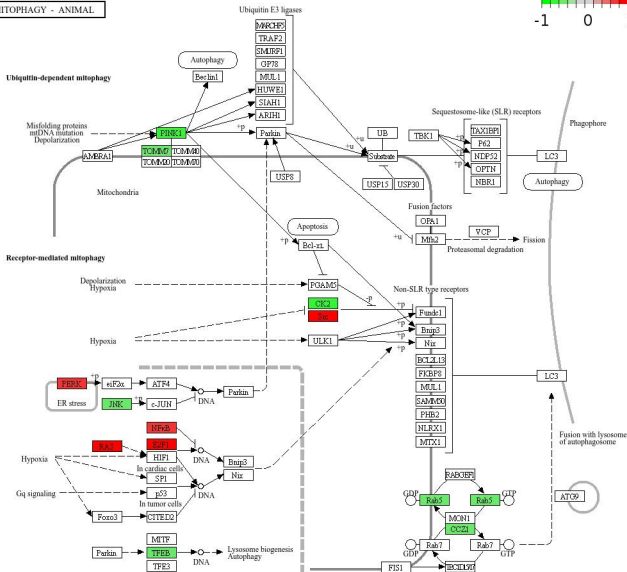 MITOPHAGY - ANIMAL
-1 0
Ubiquitin E3 ligases
MARCHF5
TRAF2
SMURF1
GP78
MUL1
HUWE1
SIAH1
ARIH1
Autophagy
Beclin1
Ubiquitin-dependent mitophagy
Misfolding proteins
mtDNA mutation
Depolarization
PINK1
+p
Parkin
AMBRA1
TOMM7 TOMM40
TOMM20 TOMM70
USP8
+u
+u
UB
Substrate
USP15 USP30
TBK1
+p
+p
+p
Sequestosome-like (SLR) receptors
TAX1BP1
P62
NDP52
OPTN
NBR1
LC3
Phagophore
Autophagy
Mitochondria
Fusion factors
OPA1
+u
Mfn2
VCP
Proteasomal degradation
Fission
Apoptosis
+p
Bcl-xL
Receptor-mediated mitophagy
Depolarization
Hypoxia
PGAM5
-p
Non-SLR type receptors
CK2
Src
+p
Fundc1
Hypoxia
ULK1
+p
Bnip3
+p
Nix
BCL2L13
FKBP8
MUL1
SAMM50
PHB2
NLRX1
MTX1
LC3
PERK
+p
eiF2α
ATF4
DNA
Parkin
ER stress
JNK
+p
c-JUN
NFκB
RAS
E2F1
HIF1
DNA
Hypoxia
In cardiac cells
SP1
p53
In tumor cells
DNA
Bnip3
Nix
Gq signaling
Foxo3
CITED2
Fusion with lysosome
of autophagosome
RABGEF1
GDP
Rab5
Rab5
GTP
MON1
CCZ1
GDP
Rab7
Rab7
GTP
ATG9
Parkin
MITF
TFEB
TFE3
DNA
Lysosome biogenesis
Autophagy
FIS1